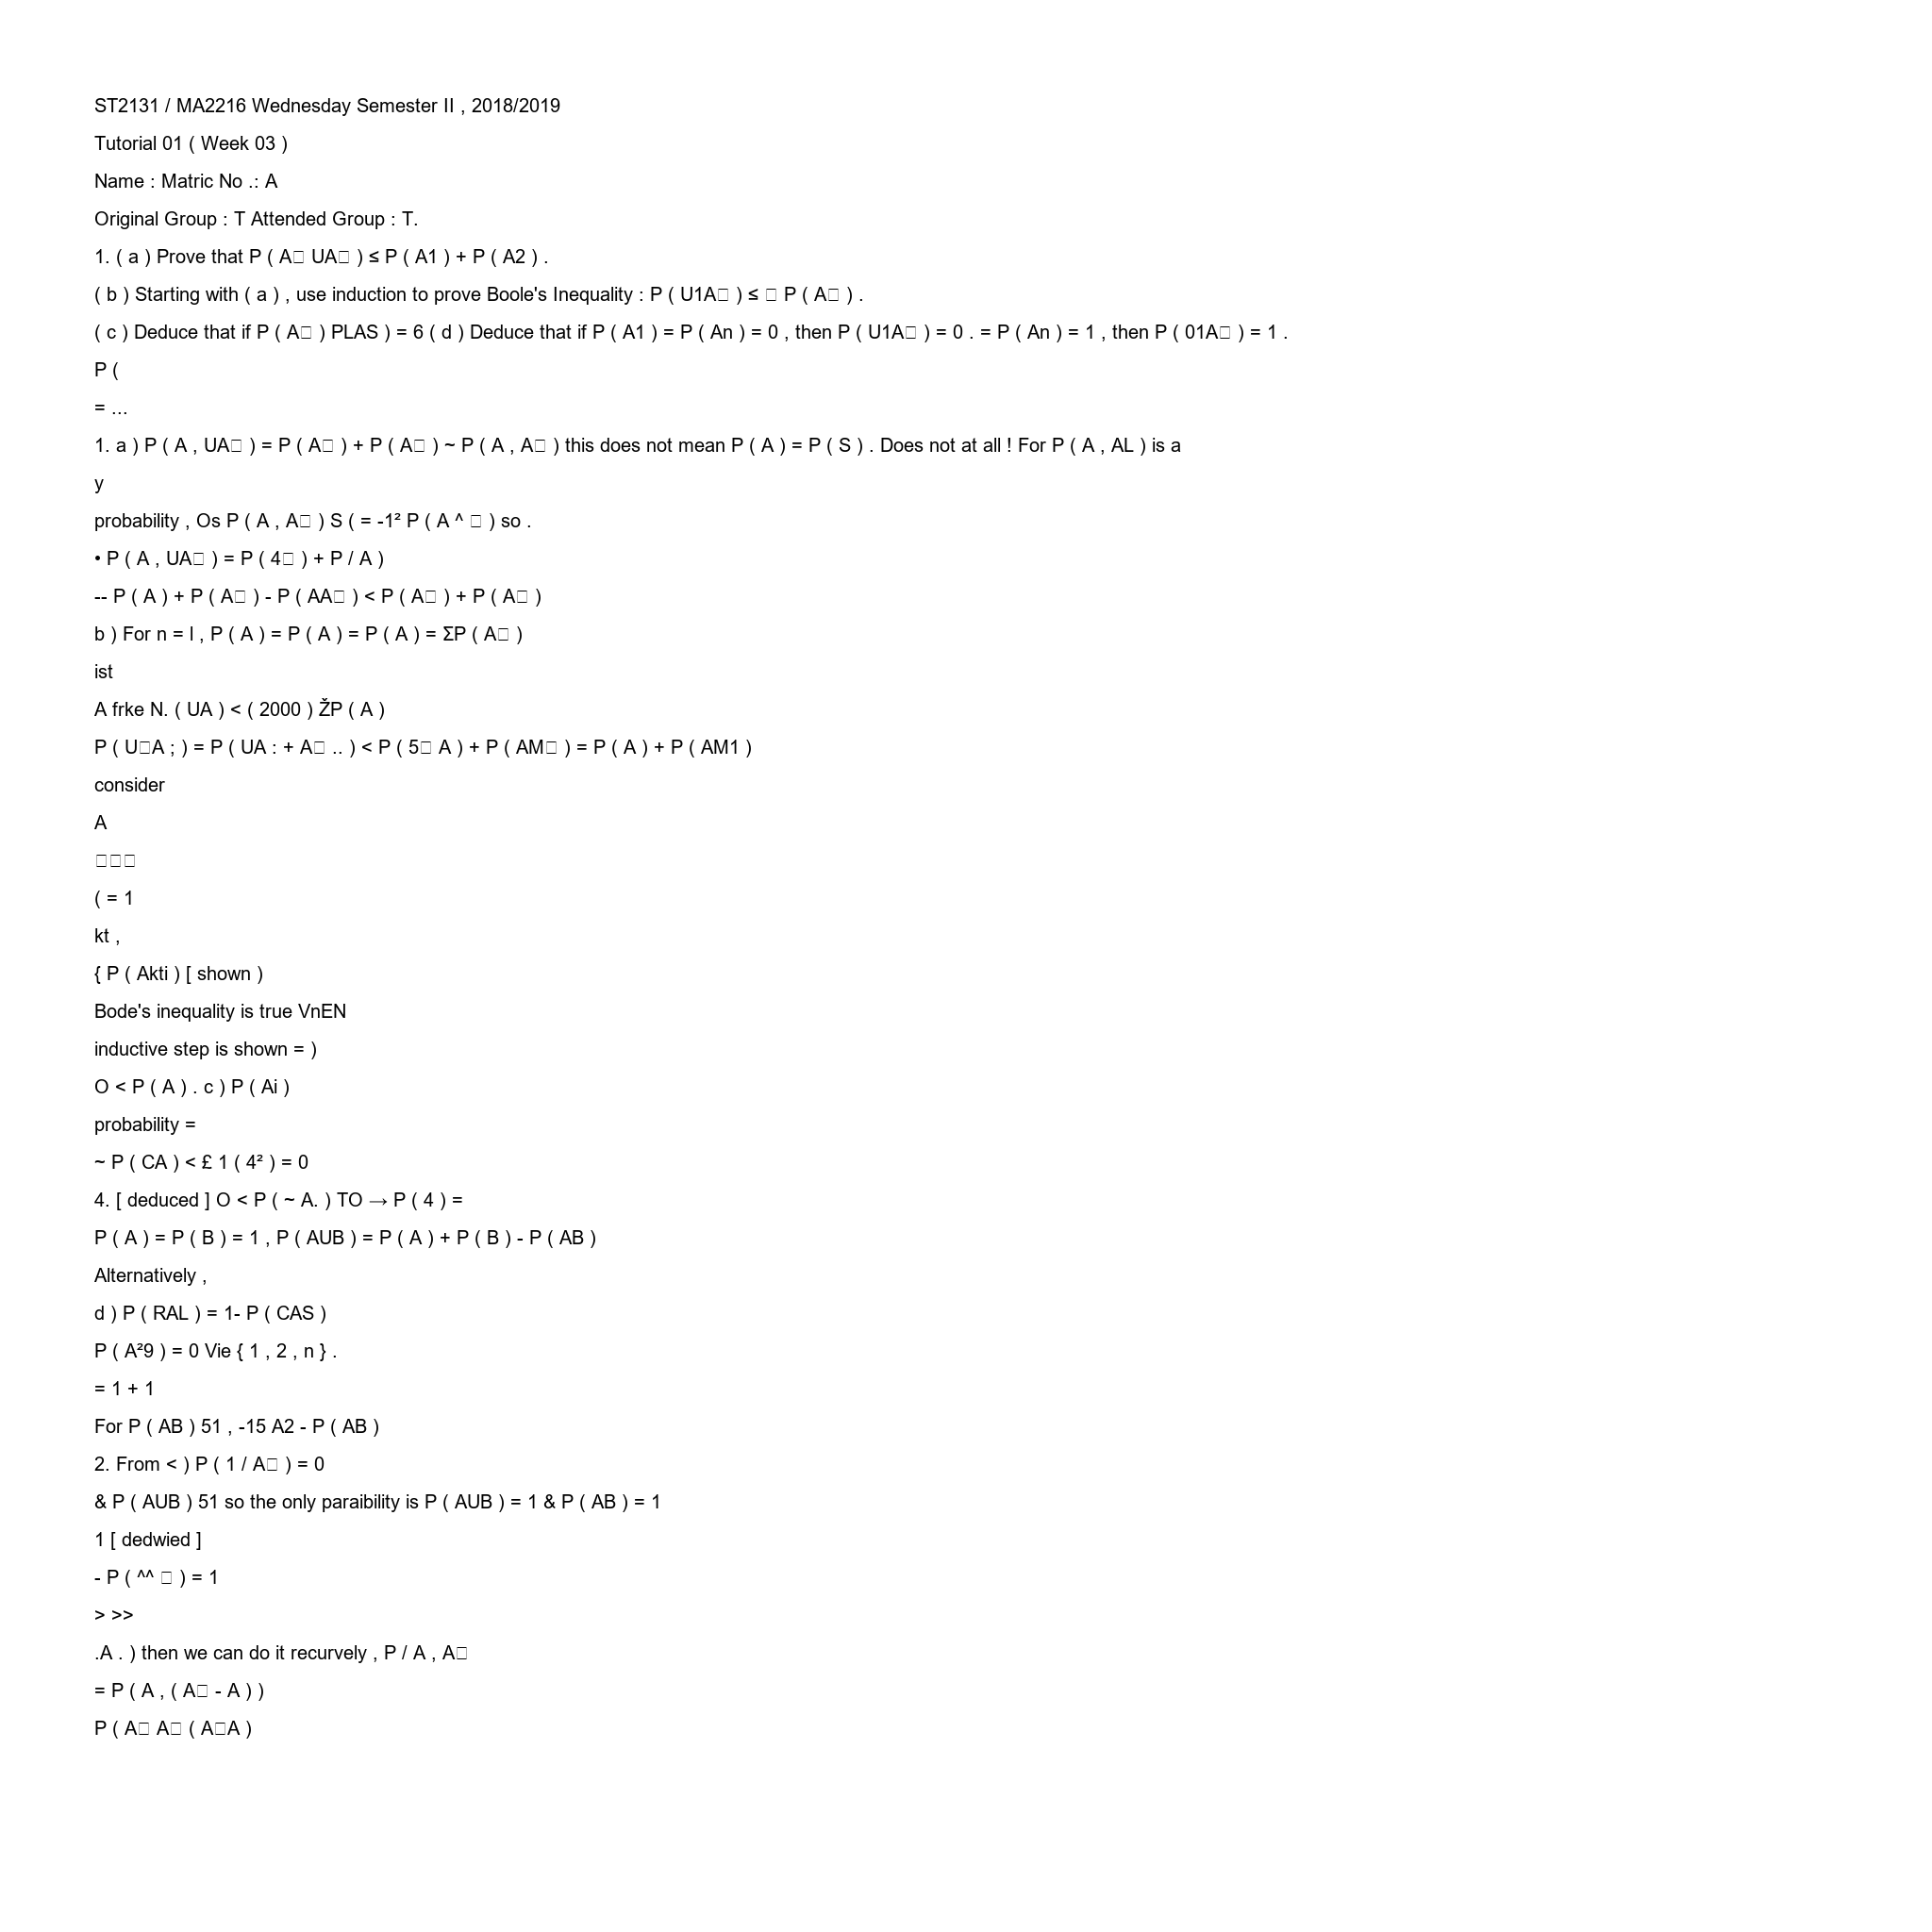 ST2131 / MA2216 Wednesday Semester II , 2018/2019
Tutorial 01 ( Week 03 )
Name : Matric No .: A
Original Group : T Attended Group : T.
1. ( a ) Prove that P ( A□ UA□ ) ≤ P ( A1 ) + P ( A2 ) .
( b ) Starting with ( a ) , use induction to prove Boole's Inequality : P ( U1A□ ) ≤ □ P ( A□ ) .
( c ) Deduce that if P ( A□ ) PLAS ) = 6 ( d ) Deduce that if P ( A1 ) = P ( An ) = 0 , then P ( U1A□ ) = 0 . = P ( An ) = 1 , then P ( 01A□ ) = 1 .
P (
= ...
1. a ) P ( A , UA□ ) = P ( A□ ) + P ( A□ ) ~ P ( A , A□ ) this does not mean P ( A ) = P ( S ) . Does not at all ! For P ( A , AL ) is a
y
probability , Os P ( A , A□ ) S ( = -1² P ( A ^ □ ) so .
• P ( A , UA□ ) = P ( 4□ ) + P / A )
-- P ( A ) + P ( A□ ) - P ( AA□ ) < P ( A□ ) + P ( A□ )
b ) For n = l , P ( A ) = P ( A ) = P ( A ) = ΣP ( A□ )
ist
A frke N. ( UA ) < ( 2000 ) ŽP ( A )
P ( U□A ; ) = P ( UA : + A□ .. ) < P ( 5□ A ) + P ( AM□ ) = P ( A ) + P ( AM1 )
consider
A
□□□
( = 1
kt ,
{ P ( Akti ) [ shown )
Bode's inequality is true VnEN
inductive step is shown = )
O < P ( A ) . c ) P ( Ai )
probability =
~ P ( CA ) < £ 1 ( 4² ) = 0
4. [ deduced ] O < P ( ~ A. ) TO → P ( 4 ) =
P ( A ) = P ( B ) = 1 , P ( AUB ) = P ( A ) + P ( B ) - P ( AB )
Alternatively ,
d ) P ( RAL ) = 1- P ( CAS )
P ( A²9 ) = 0 Vie { 1 , 2 , n } .
= 1 + 1
For P ( AB ) 51 , -15 A2 - P ( AB )
2. From < ) P ( 1 / A□ ) = 0
& P ( AUB ) 51 so the only paraibility is P ( AUB ) = 1 & P ( AB ) = 1
1 [ dedwied ]
- P ( ^^ □ ) = 1
> >>
.A . ) then we can do it recurvely , P / A , A□
= P ( A , ( A□ - A ) )
P ( A□ A□ ( A□A )